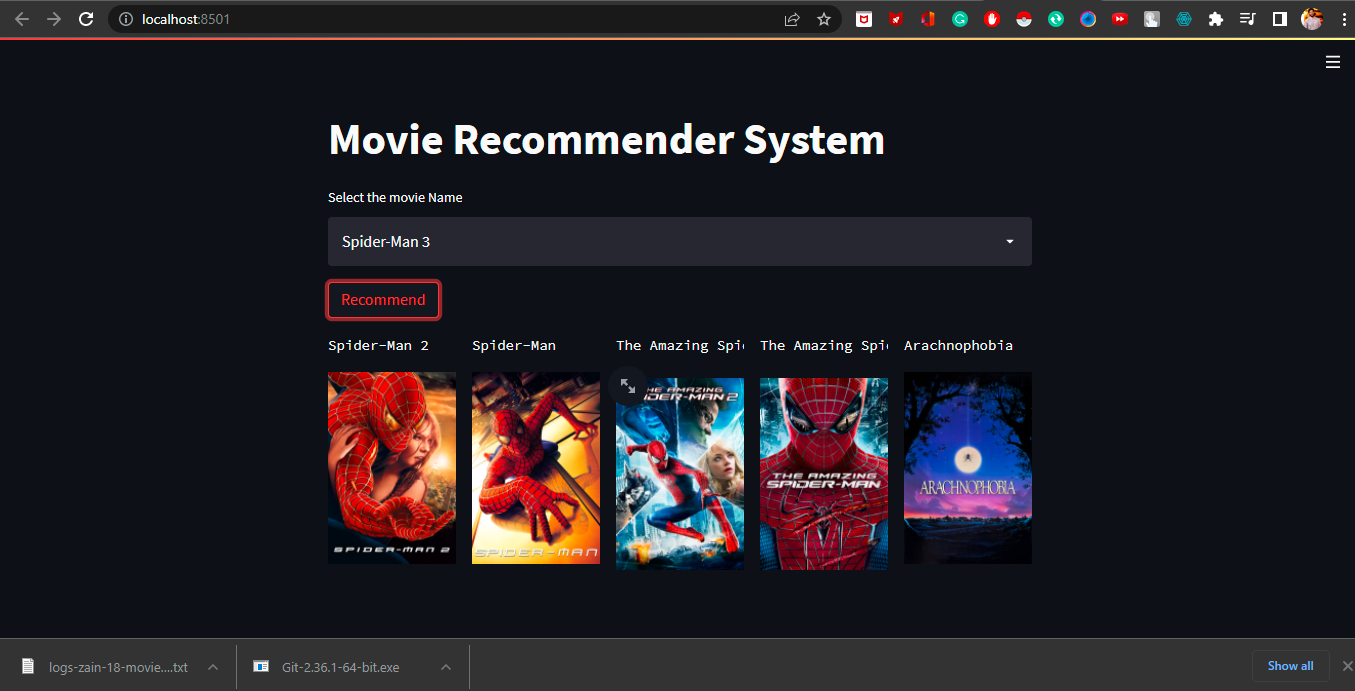 localhost:8501
Movie Recommender System
Select the movie Name
Spider-Man 3
Recommend
Spider-Man 2
Spider-Man
The Amazing Spi
The Amazing Spi
Arachnophobia
SPIDER-MAN 2
SPIDER-MAN
HE AMAZING
IDER-MAN 2
THE AMAZING
SPIDER-MAN
ARACHNOPHOBIA
logs-zain-18-movie....txt
Git-2.36.1-64-bit.exe
Show all